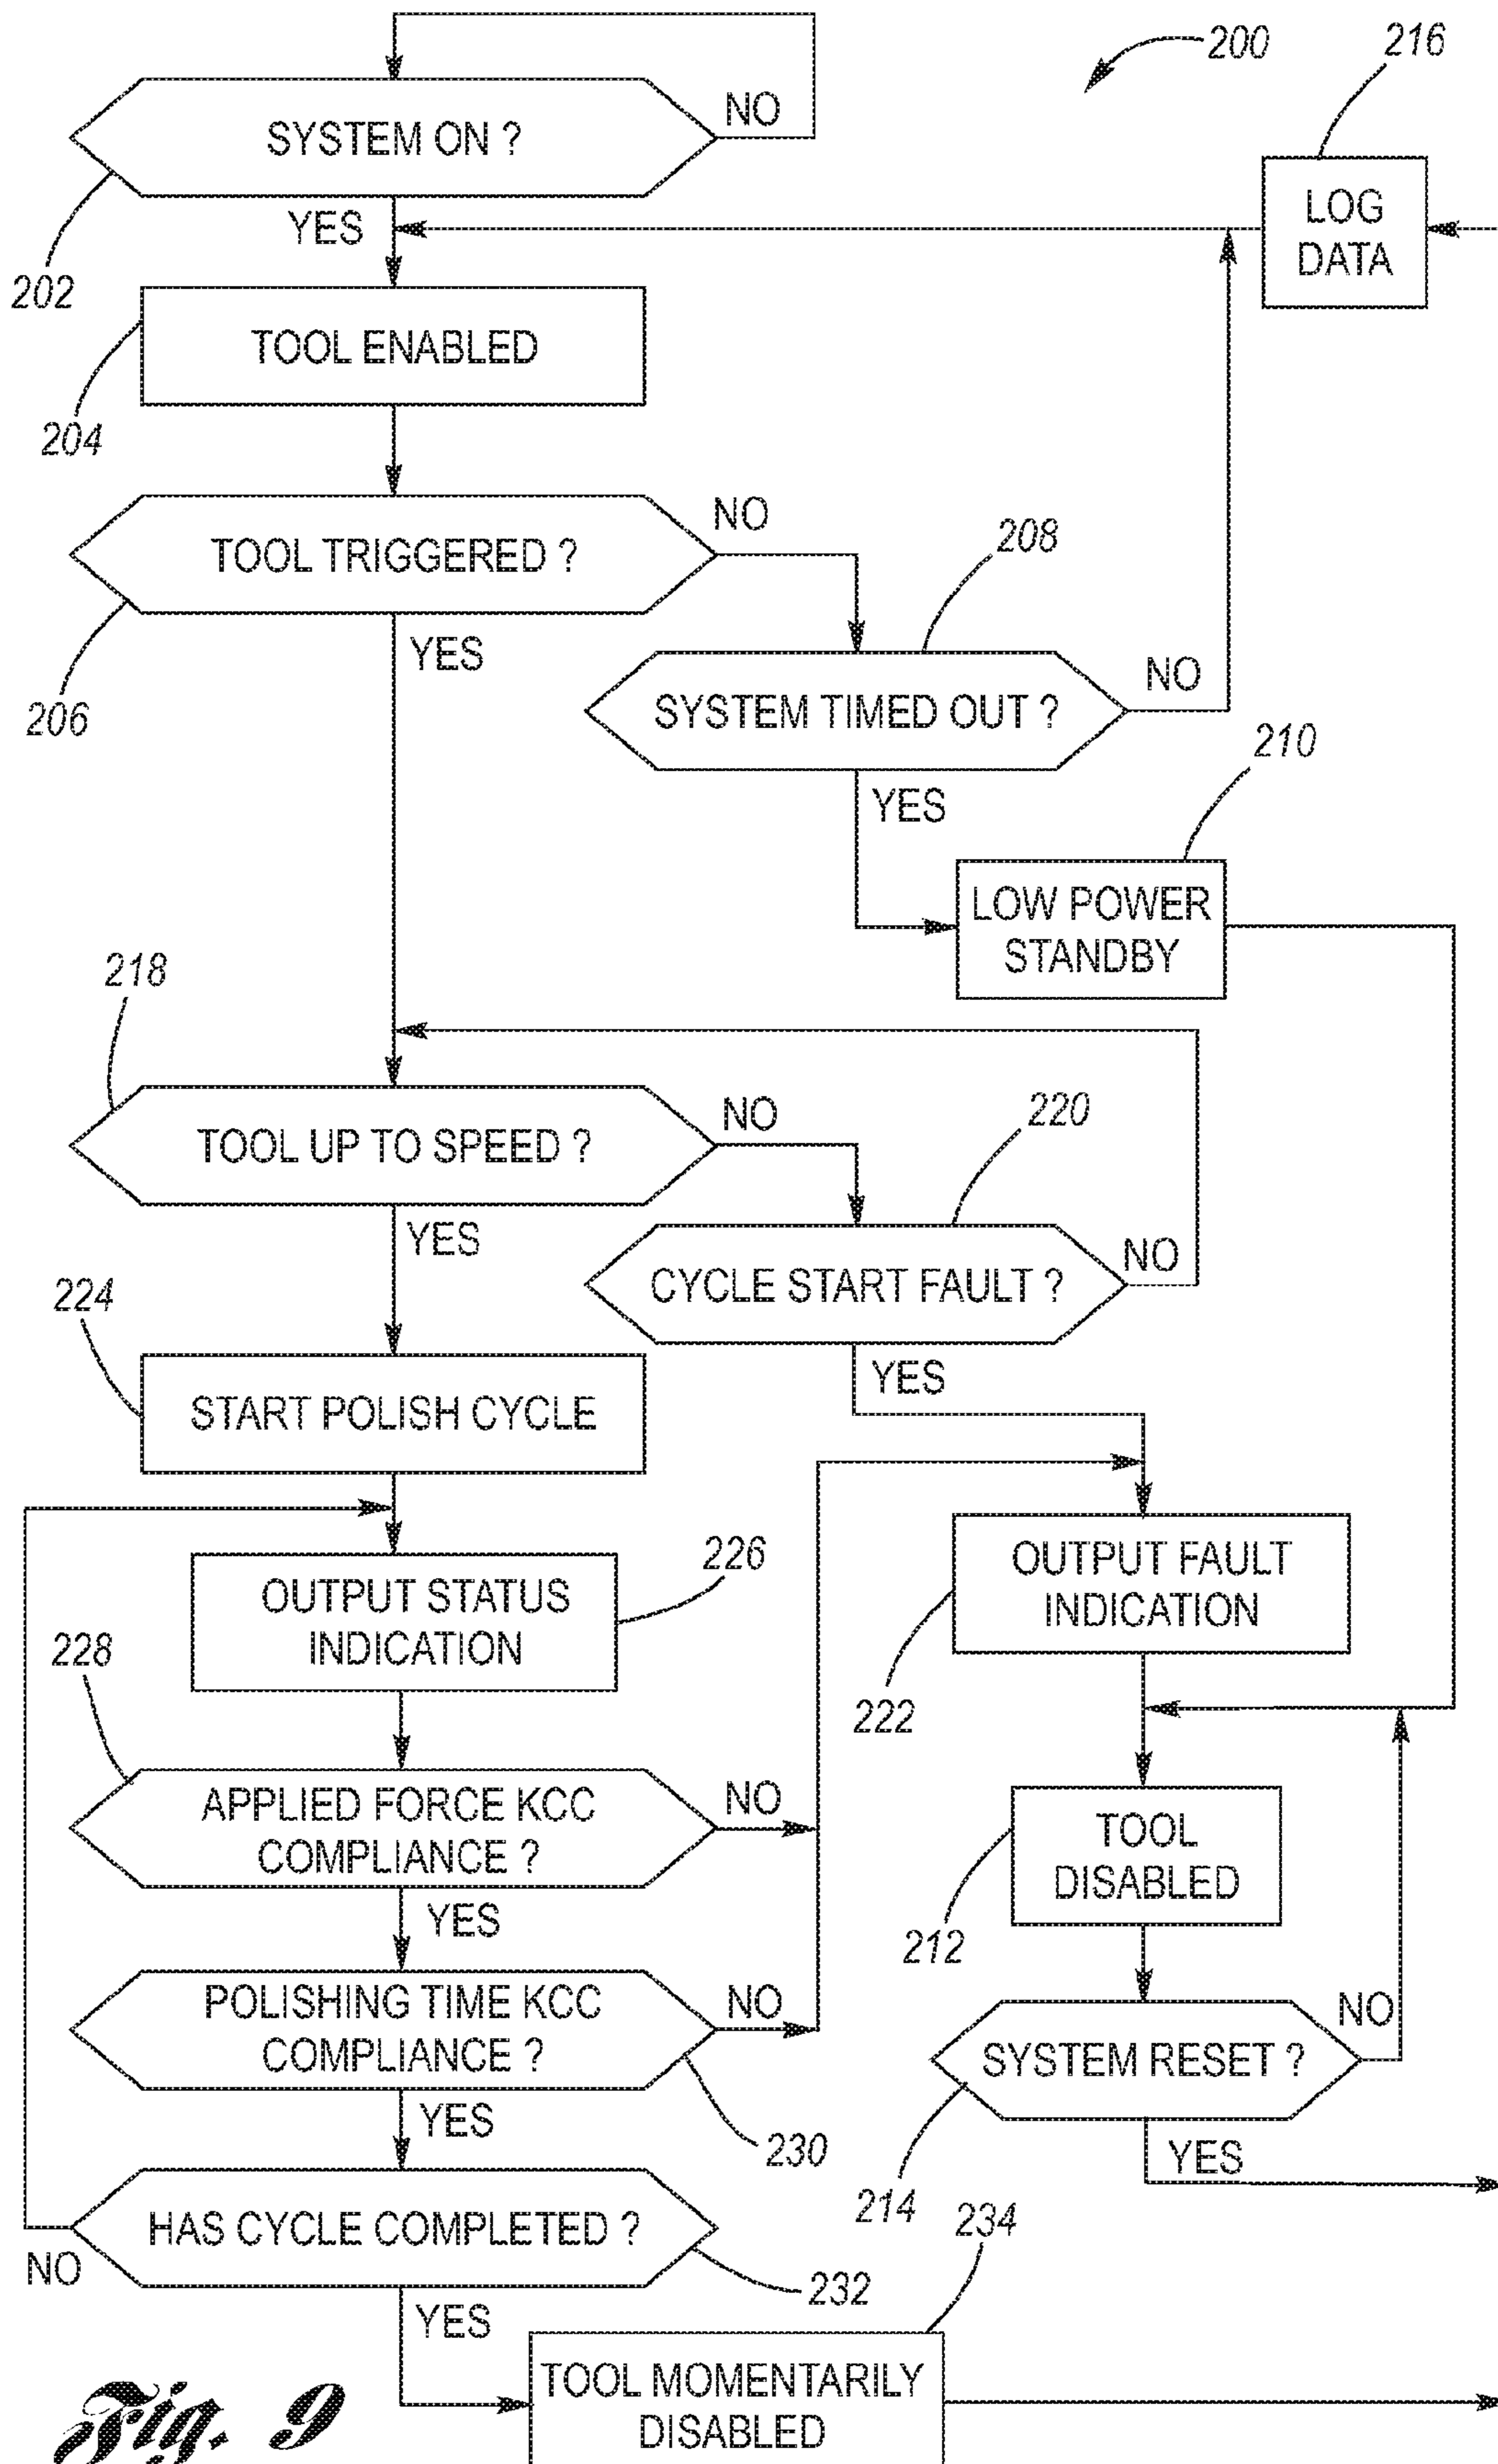 200
216
SYSTEM ON ?
NO
LOG
DATA
YES
202
TOOL ENABLED
204
NO
208
TOOL TRIGGERED ?
YES
NO
206
SYSTEM TIMED OUT ?
210
YES
LOW POWER
STANDBY
218
NO
220
TOOL UP TO SPEED ?
YES
NO
224
CYCLE START FAULT ?
YES
START POLISH CYCLE
226
OUTPUT STATUS
INDICATION
OUTPUT FAULT
INDICATION
228
222
APPLIED FORCE KCC
COMPLIANCE ?
NO
TOOL
DISABLED
YES
212
POLISHING TIME KCC
COMPLIANCE ?
NO
NO
SYSTEM RESET ?
YES
230
YES
214
234
HAS CYCLE COMPLETED ?
NO
232
YES
TOOL MOMENTARILY
DISABLED
Fig. 9